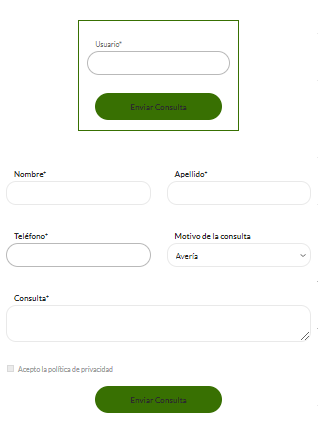 Usuario*
Enviar Consulta
Nombre* Apellido*
Teléfono* Motivo de la consulta
Avería
Consulta*
Acepto la política de privacidad
Enviar Consulta